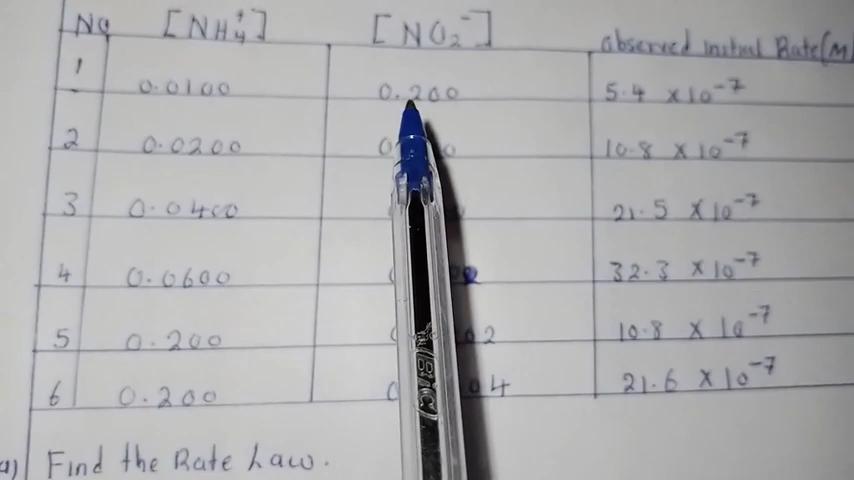 No [NH4+] [NO2-] observed initial Rate(M
1 0.0100 0.200 5.4 x10-7
2 0.0200 10.8 x10-7
3 0.0400 21.5 x10-7
4 0.0600 32.3 x10-7
5 0.200 10.8 x 10-7
6 0.200 21.6 x10-7
a) Find the Rate Law.
BIC